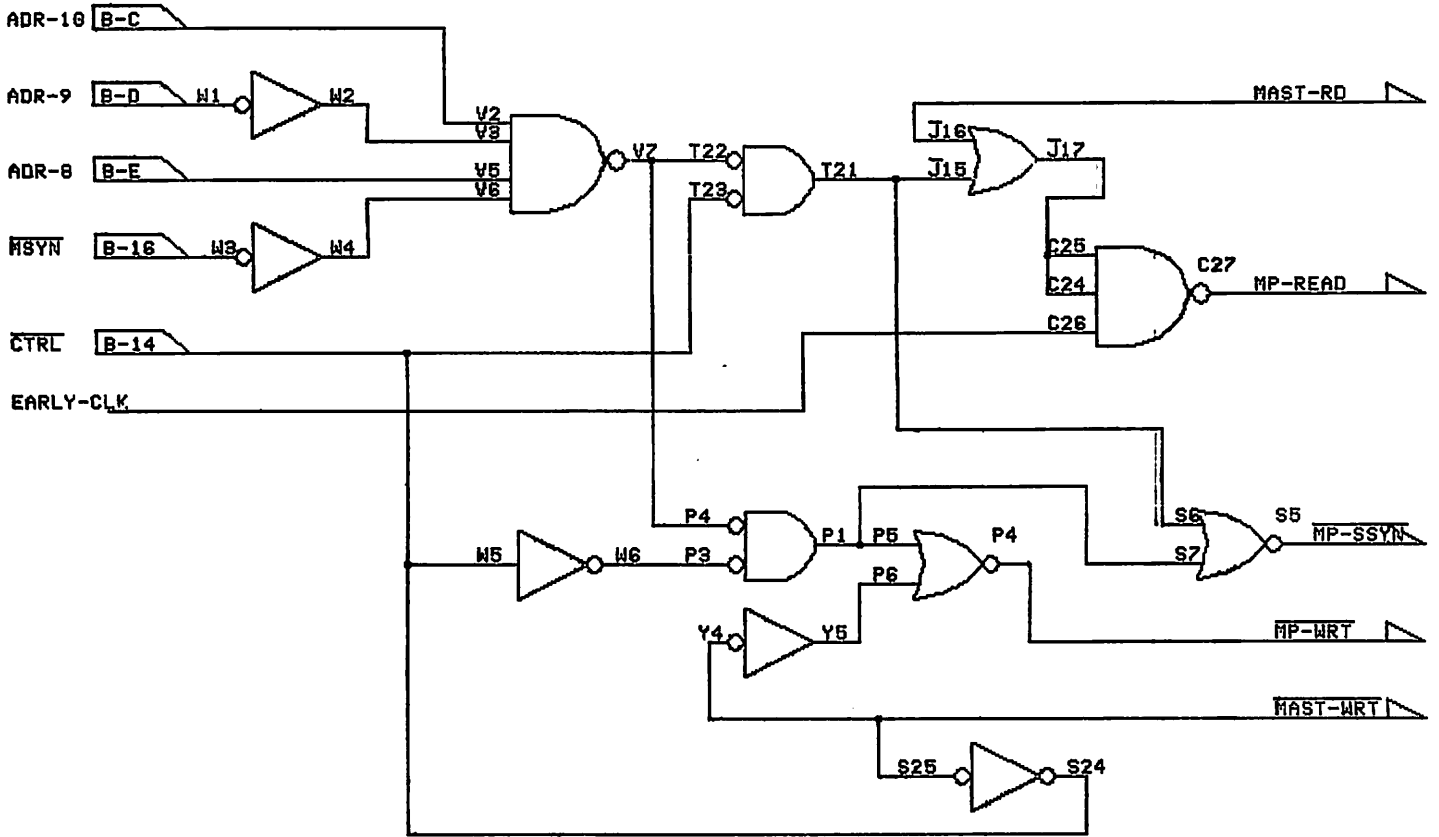 ADR-10 B-C
ADR-9 B-D W1 W2
MAST-RD
V2
V3
J16
J17
V7 T22
ADR-8 B-E V5
T21 J15
V6
T23
MSYN B-16 W3 W4
C25
C27
C24 MP-READ
CTRL B-14
C26
EARLY-CLK
P4
S6 S5
P1 P5 P4
MP-SSYN
W5 W6 P3
S7
P6
Y4 Y5
MP-WRT
MAST-WRT
S25 S24